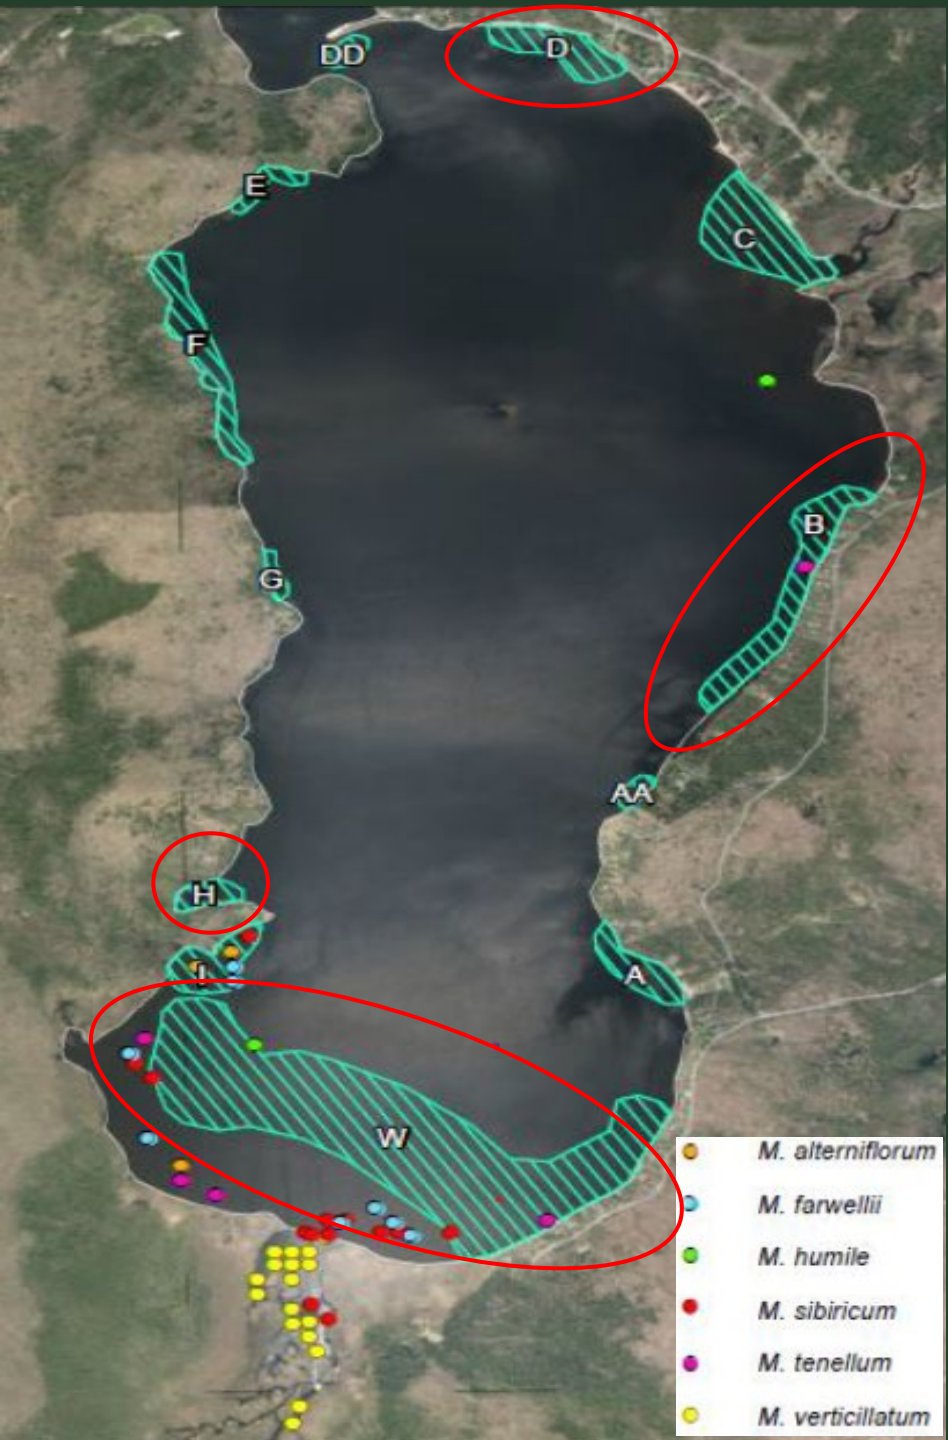 DD
D
E
C
F
B
G
AA
H
A
I
W
M. alterniflorum
M. farwellii
M. humile
M. sibiricum
M. tenellum
M. verticillatum